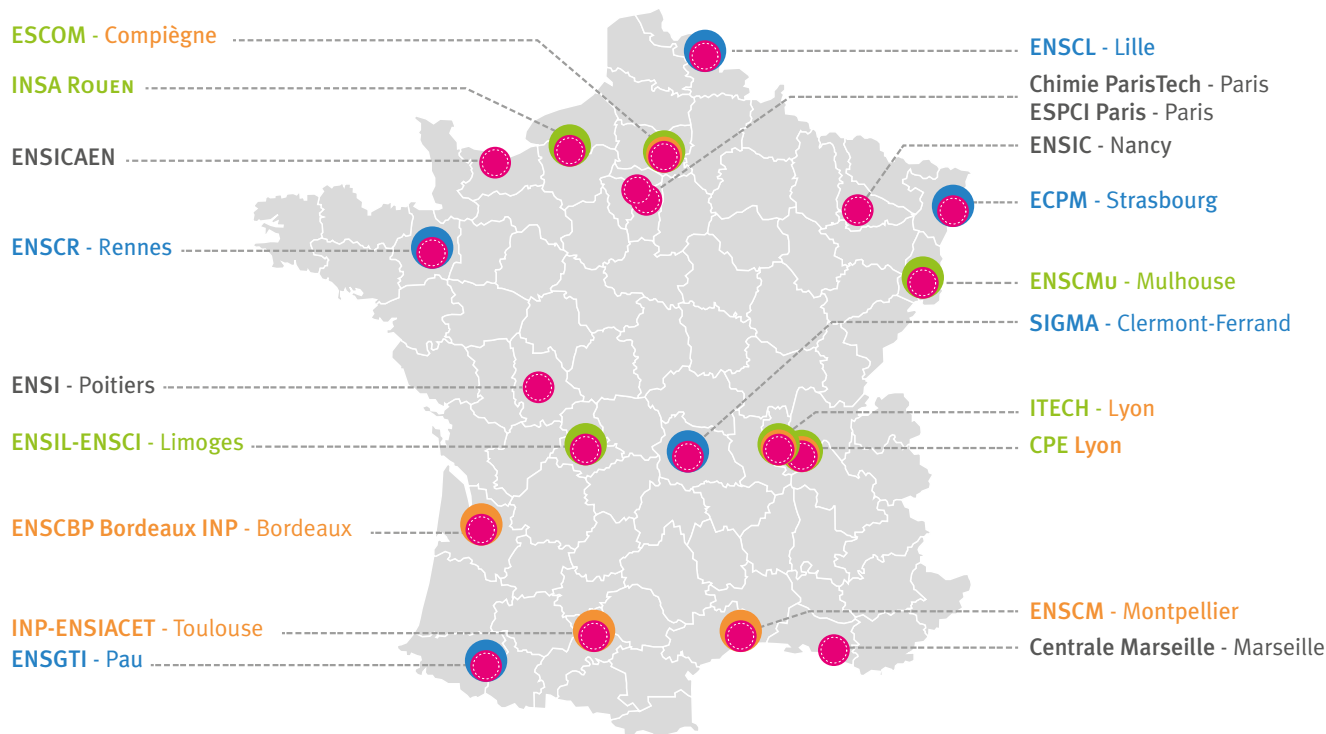 ESCOM - Compiègne
INSA ROUEN
ENSICAEN
ENSCR - Rennes
ENSI - Poitiers
ENSIL-ENSCI - Limoges
ENSCBP Bordeaux INP - Bordeaux
INP-ENSIACET - Toulouse
ENSGTI - Pau
ENSCL - Lille
Chimie ParisTech - Paris
ESPCI Paris - Paris
ENSIC - Nancy
ECPM - Strasbourg
ENSCMu - Mulhouse
SIGMA - Clermont-Ferrand
ITECH - Lyon
CPE Lyon
ENSCM - Montpellier
Centrale Marseille - Marseille